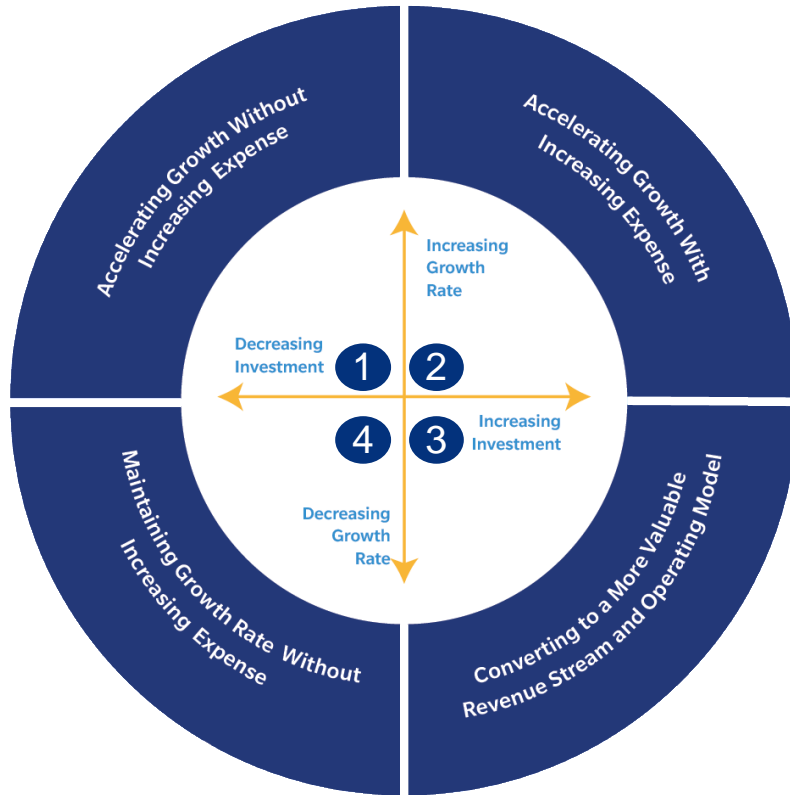 Accelerating Growth Without
Increasing Expense
Accelerating Growth With
Increasing Expense
Increasing
Growth
Rate
Decreasing
Investment
1
2
4
3
Increasing
Investment
Decreasing
Growth
Rate
Maintaining Growth Rate Without
Increasing Expense
Converting to a More Valuable
Revenue Stream and Operating Model